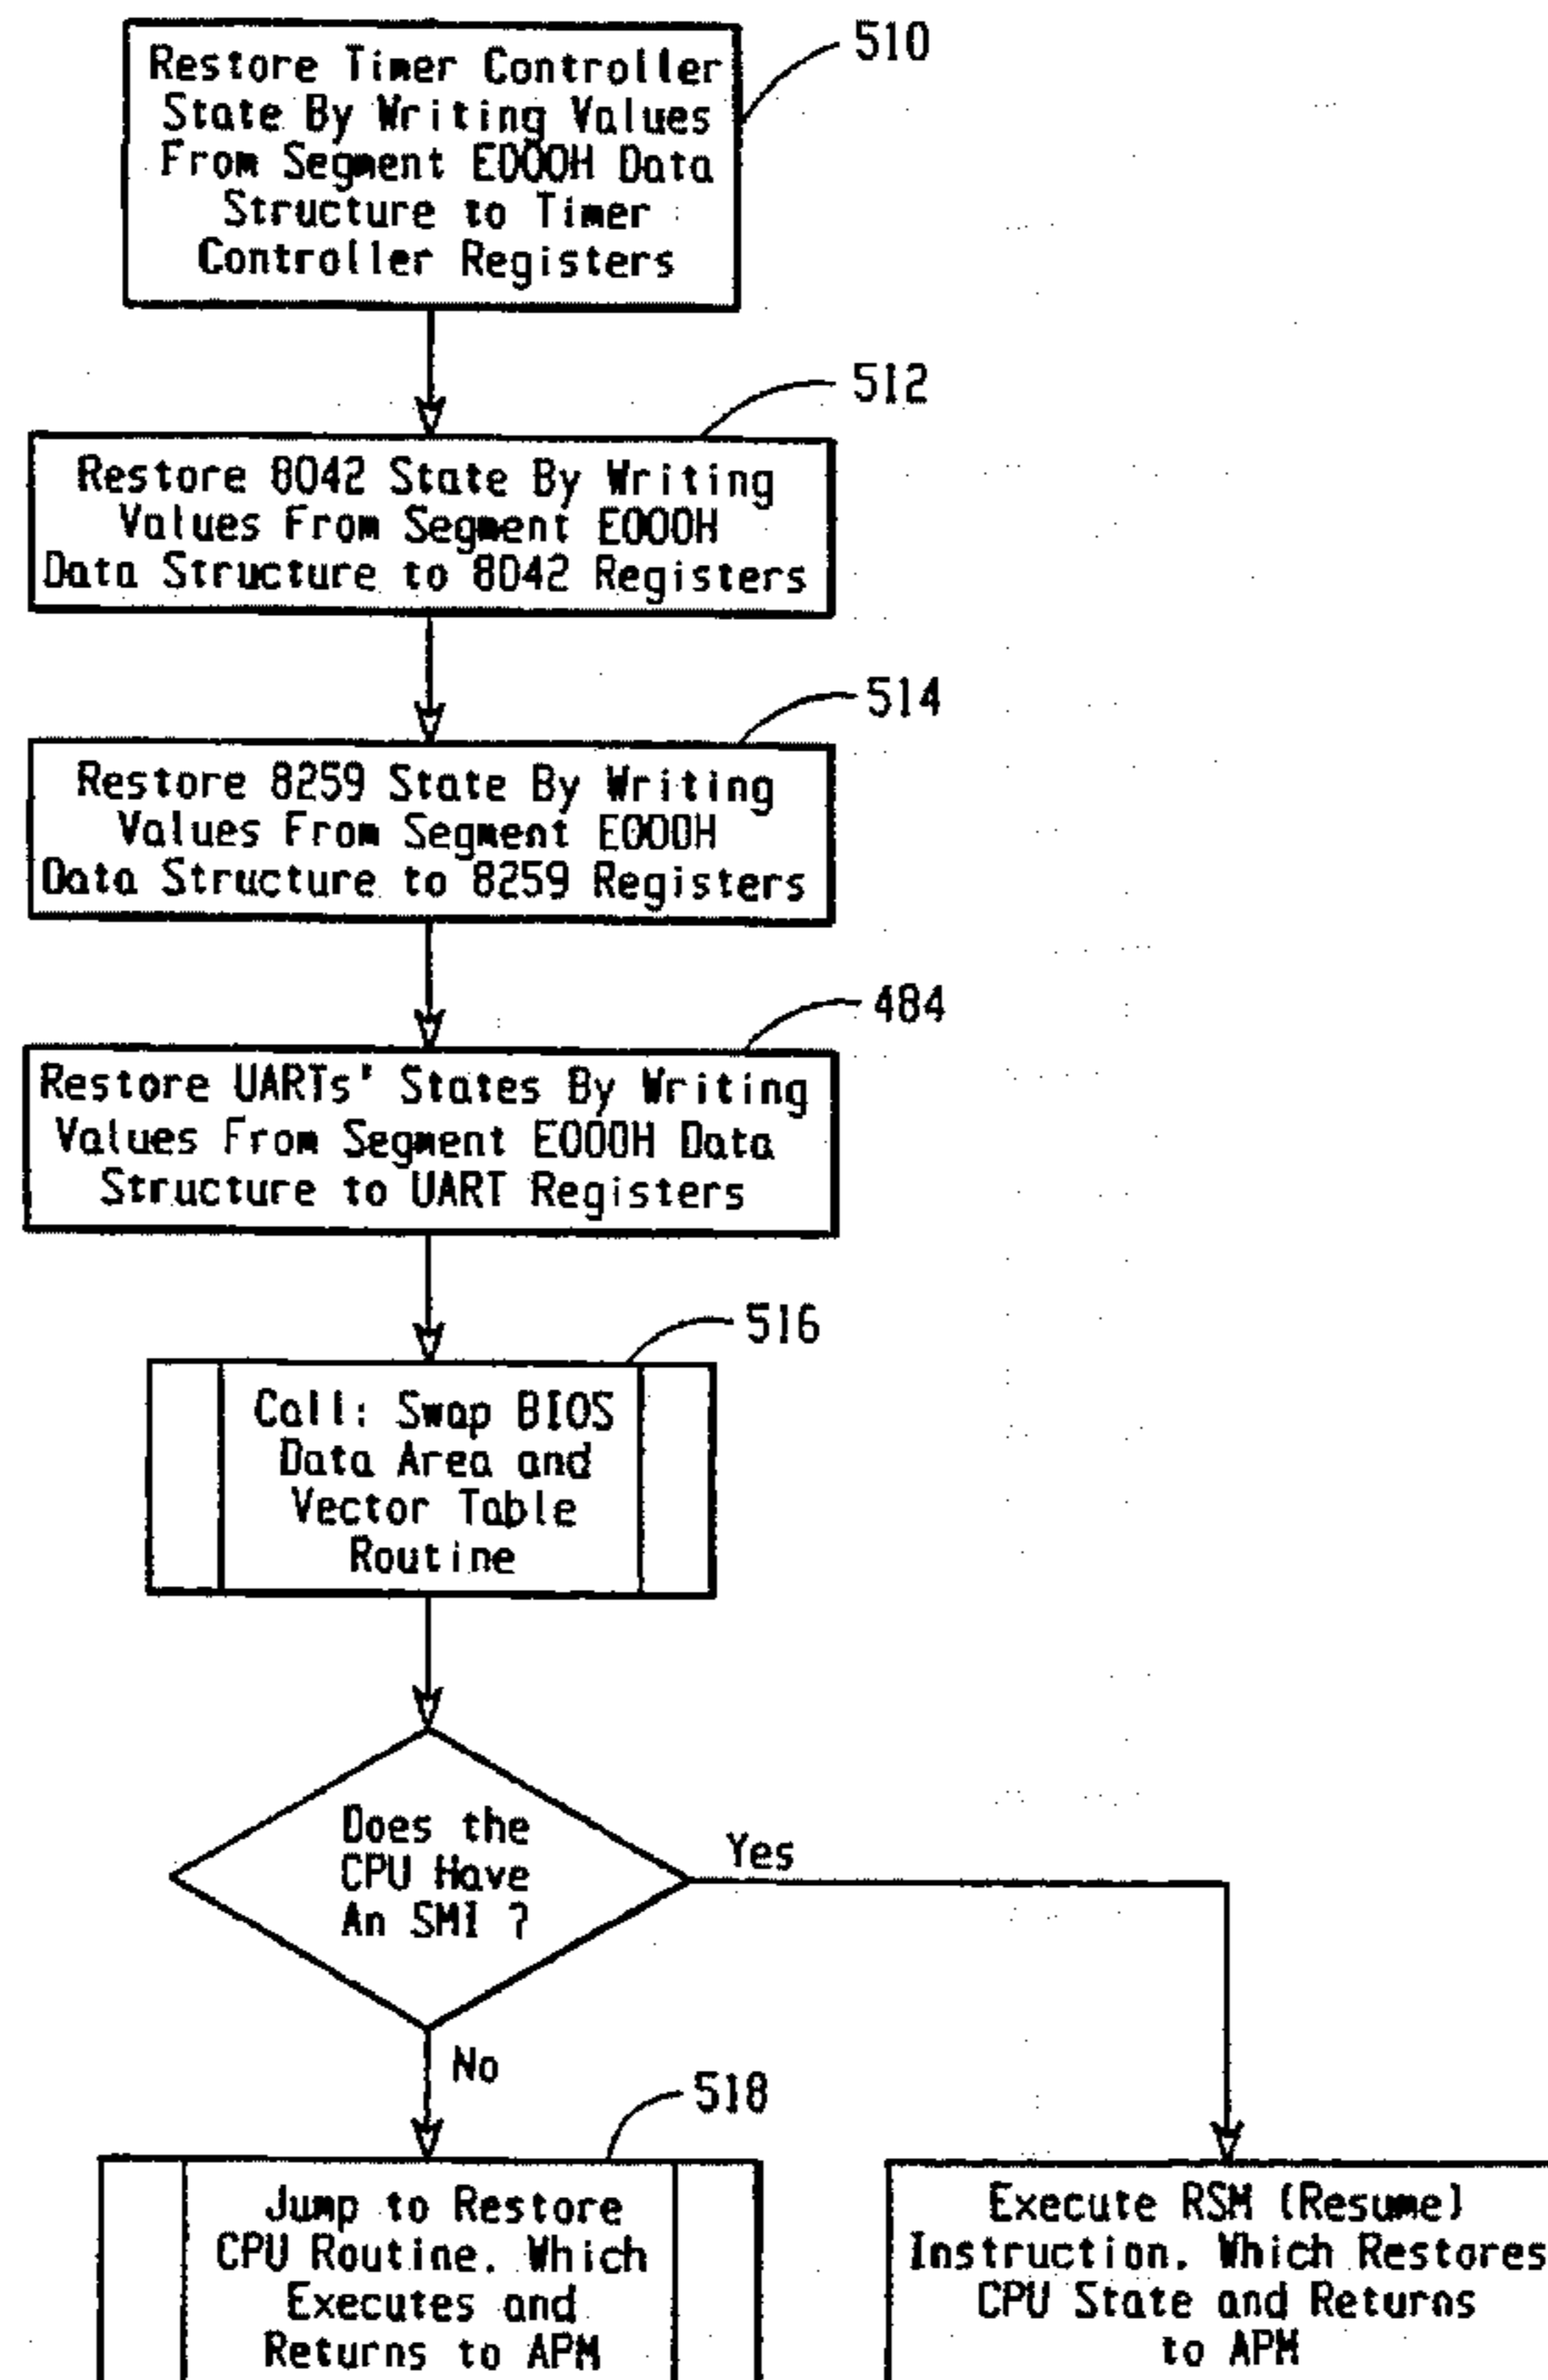 510
Restore Timer Controller
State By Writing Values
From Segment E000H Data
Structure to Timer
Controller Registers
512
Restore 8042 State By Writing
Values From Segment E000H
Data Structure to 8042 Registers
514
Restore 8259 State By Writing
Values From Segment E000H
Data Structure to 8259 Registers
484
Restore UARTs' States By Writing
Values From Segment E000H Data
Structure to UART Registers
516
Call: Swap BIOS
Data Area and
Vector Table
Routine
Does the
CPU Have
An SMI ?
Yes
No
518
Jump to Restore
CPU Routine, Which
Executes and
Returns to APM
Execute RSM (Resume)
Instruction, Which Restores
CPU State and Returns
to APM